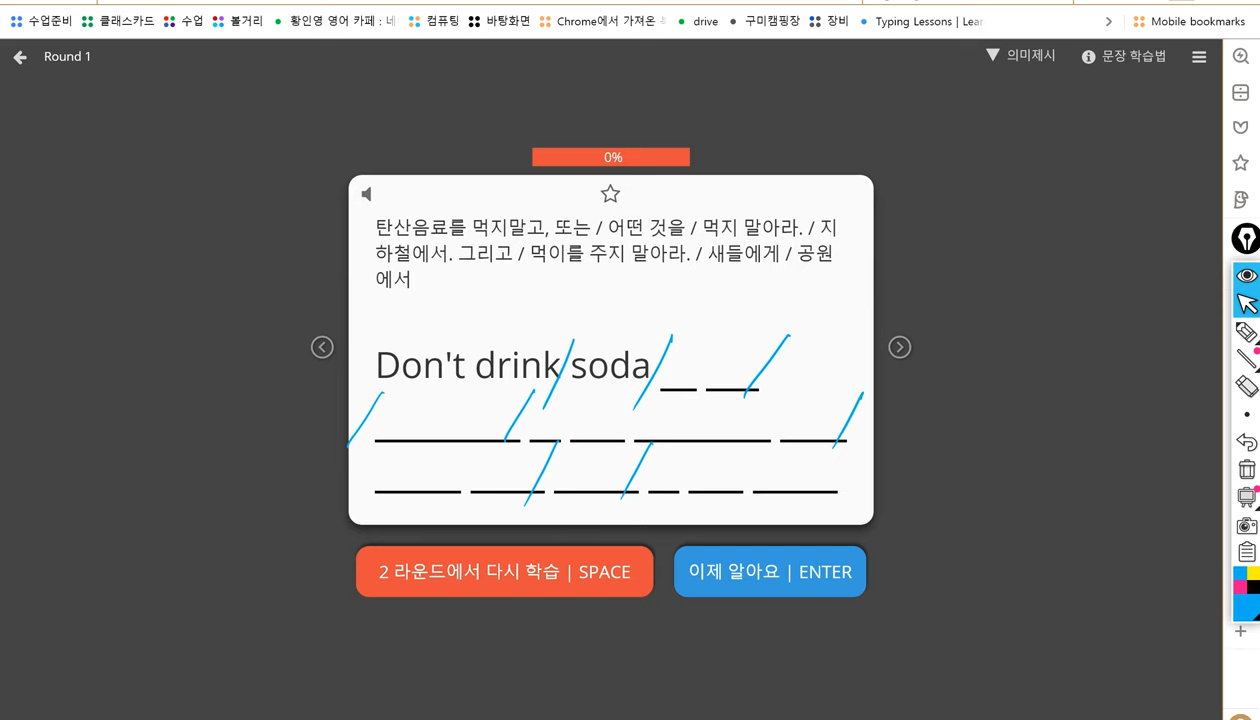 수업준비 클래스카드 수업 볼거리 황인영 영어 카페 : 네 컴퓨팅 바탕화면 Chrome에서 가져온 drive 구미캠핑장 장비 Typing Lessons | Lear Mobile bookmarks
Round 1 의미제시 문장 학습법
0%
탄산음료를 먹지말고, 또는 / 어떤 것을 / 먹지 말아라. / 지
하철에서. 그리고 / 먹이를 주지 말아라. / 새들에게 / 공원
에서
Don't drink soda
2 라운드에서 다시 학습 | SPACE 이제 알아요 | ENTER